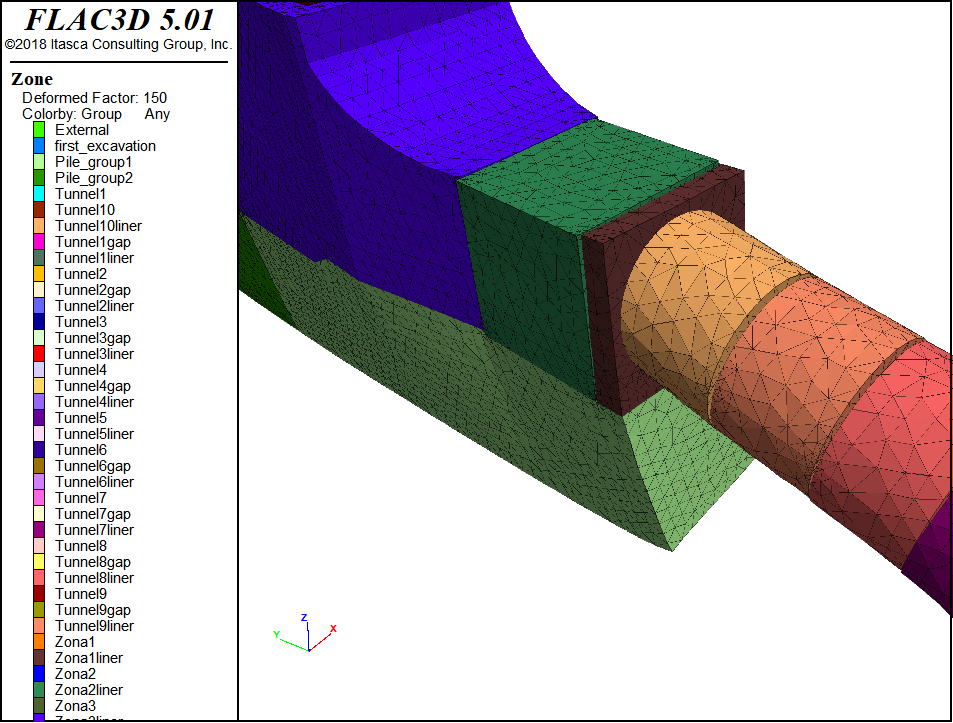 FLAC3D 5.01
©2018 Itasca Consulting Group, Inc.
Zone
Deformed Factor: 150
Colorby: Group Any
External
first_excavation
Pile_group1
Pile_group2
Tunnel1
Tunnel10
Tunnel10liner
Tunnel1gap
Tunnel1liner
Tunnel2
Tunnel2gap
Tunnel2liner
Tunnel3
Tunnel3gap
Tunnel3liner
Tunnel4
Tunnel4gap
Tunnel4liner
Tunnel5
Tunnel5liner
Tunnel6
Tunnel6gap
Tunnel6liner
Tunnel7
Tunnel7gap
Tunnel7liner
Tunnel8
Tunnel8gap
Tunnel8liner
Tunnel9
Tunnel9gap
Tunnel9liner
Zona1
Zona1liner
Zona2
Zona2liner
Zona3
Zona3liner
Z
Y
X